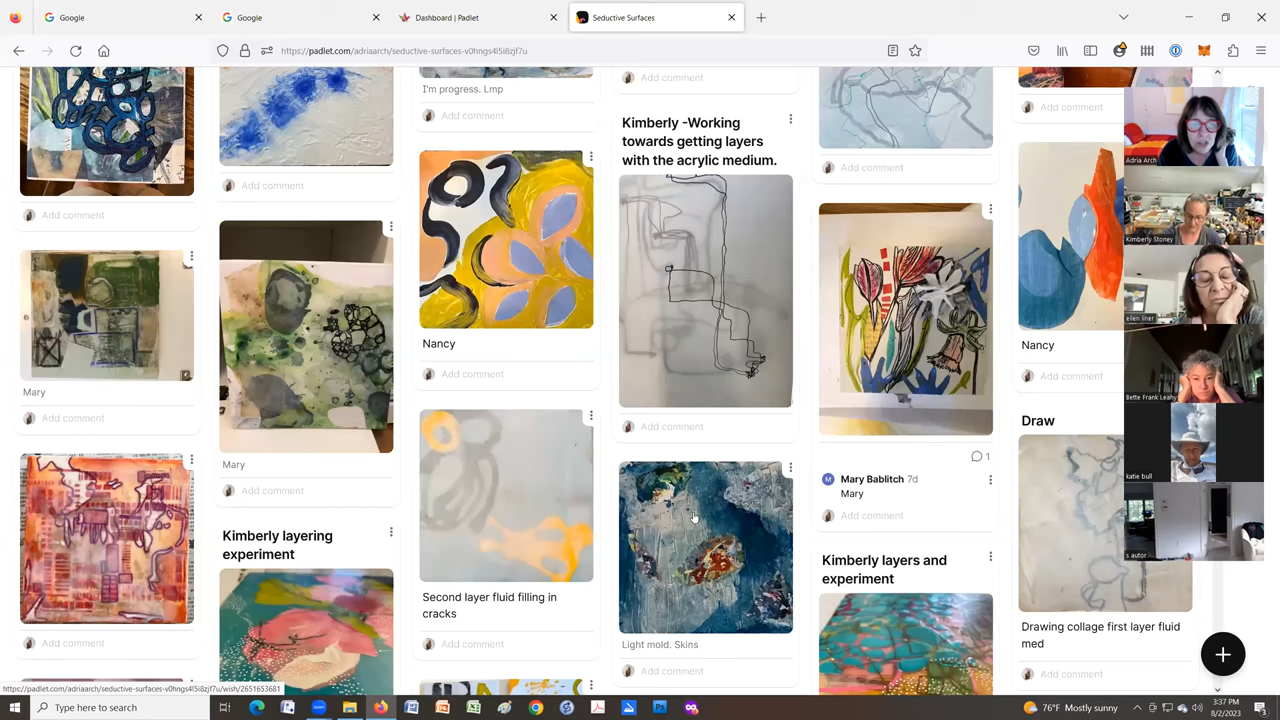 Google
Google
Dashboard | Padlet
Seductive Surfaces
https://padlet.com/adriaarch/seductive-surfaces-v0hngs4l5i8zjf7u
Add comment
Mary
Add comment
Add comment
Add comment
Mary
Add comment
Kimberly layering
experiment
I'm progress. Lmp
Add comment
Nancy
Add comment
Second layer fluid filling in
cracks
Add comment
Add comment
Kimberly -Working
towards getting layers
with the acrylic medium.
Add comment
Light mold. Skins
Add comment
Add comment
1
Mary Bablitch 7d
Mary
Add comment
Kimberly layers and
experiment
Add comment
Nancy
Add comment
Draw
Drawing collage first layer fluid
med
Add comment
Adria Arch
Kimberly Stoney
ellen liner
Bette Frank Leahy
katie bull
s autor
https://padlet.com/adriaarch/seductive-surfaces-v0hngs4l5i8zjf7u/wish/2651653681
Type here to search
76°F Mostly sunny
3:37 PM
8/2/2023